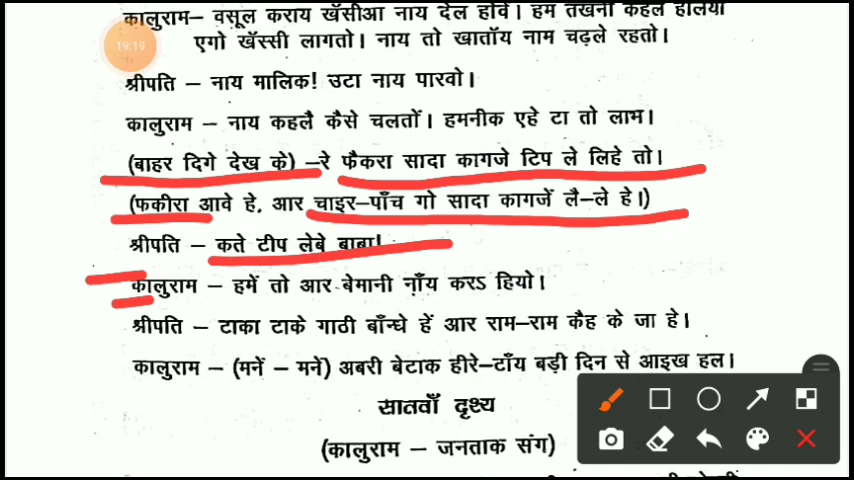 कालुराम– वसूल कराय खॅसीआ नाय देल हवि। हम तखनी कहल हलिया
एगो खॅस्सी लागतो। नाय तो खातॉय नाम चढ़ले रहतो।
19:19
श्रीपति – नाय मालिक! उटा नाय पारवो।
कालुराम – नाय कहलै कैसे चलतों। हमनीक एहे टा तो लाभ।
(बाहर दिगे देख के) –रे फैकरा सादा कागजे टिप ले लिहे तो।
(फकीरा आवे हे, आर चाइर–पाँच गो सादा कागजें लै–ले हे।)
श्रीपति – कते टीप लेबे बाबा!
कालुराम – हमें तो आर बेमानी नाँय करऽ हियो।
श्रीपति – टाका टाके गाठी बाँन्धे हें आर राम–राम कैह के जा हे।
कालुराम – (मनें – मने) अबरी बेटाक हीरे–टाँय बड़ी दिन से आइख हल।
सातवाँ दृश्य
(कालुराम – जनताक संग)